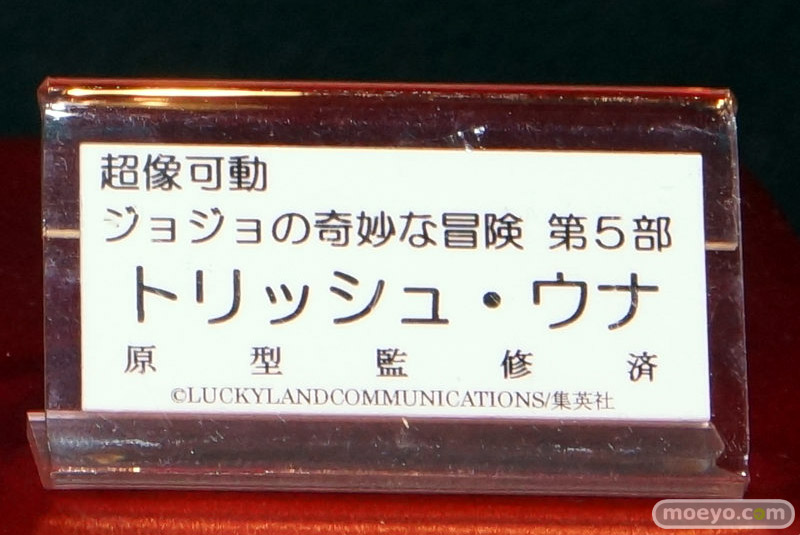 超像可動
ジョジョの奇妙な冒険 第5部
トリッシュ・ウナ
原型監修済
©LUCKYLANDCOMMUNICATIONS/集英社
moeyo.com